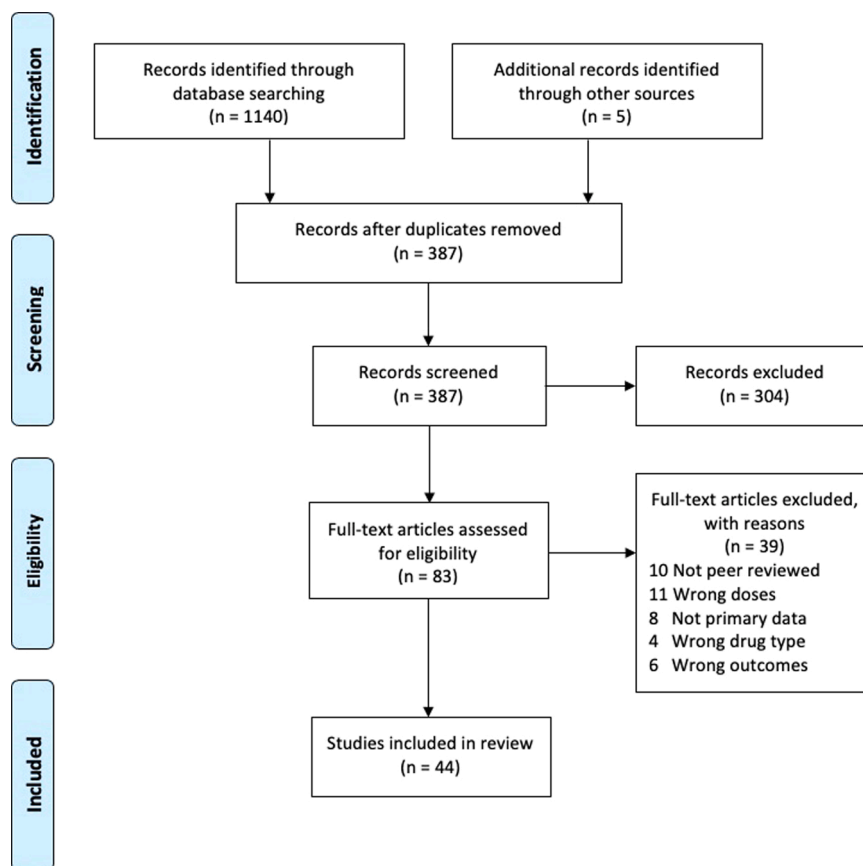 Identification
Records identified through
database searching
(n = 1140)
Additional records identified
through other sources
(n = 5)
Records after duplicates removed
(n = 387)
Screening
Records screened
(n = 387)
Records excluded
(n = 304)
Eligibility
Full-text articles assessed
for eligibility
(n = 83)
Full-text articles excluded,
with reasons
(n = 39)
10 Not peer reviewed
11 Wrong doses
8 Not primary data
4 Wrong drug type
6 Wrong outcomes
Included
Studies included in review
(n = 44)